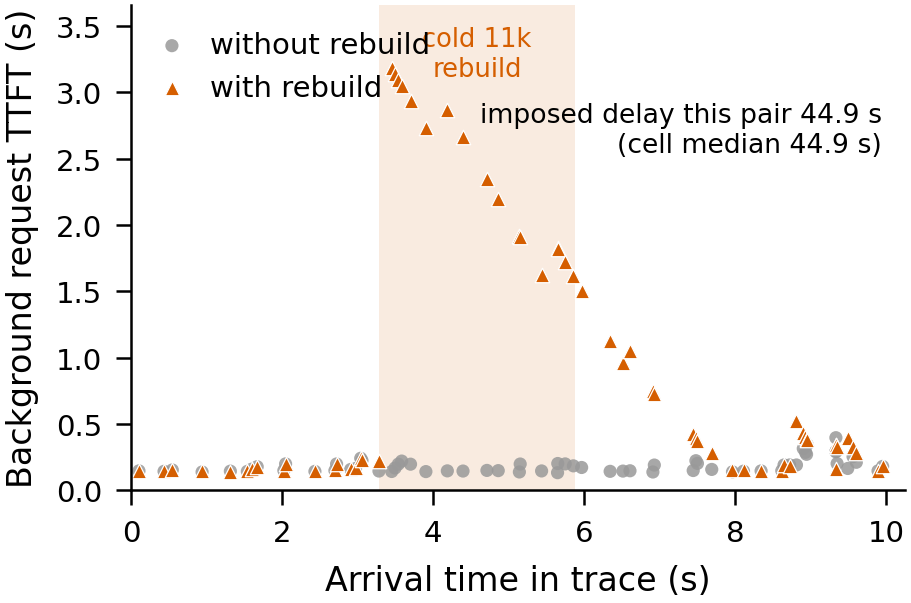 without rebuild
with rebuild
cold 11k
rebuild
imposed delay this pair 44.9 s
(cell median 44.9 s)
Background request TTFT (s)
3.5
3.0
2.5
2.0
1.5
1.0
0.5
0.0
0 2 4 6 8 10
Arrival time in trace (s)